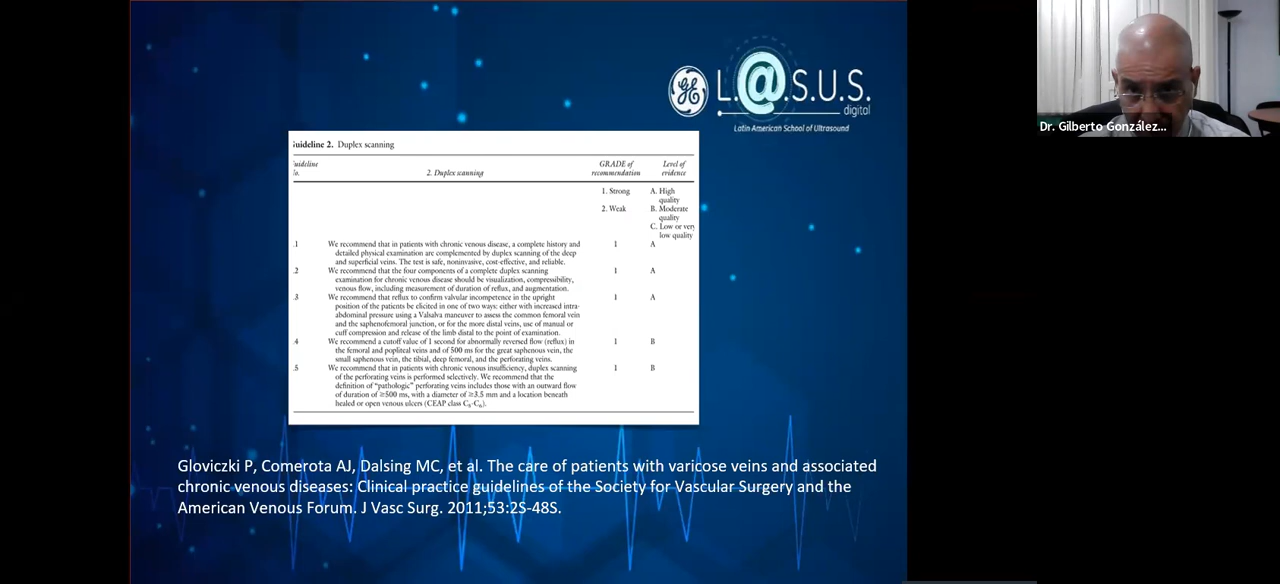 L.@.S.U.S.
digital
Latin American School of Ultrasound
Dr. Gilberto González...
uideline 2. Duplex scanning
uideline
o.
2. Duplex scanning
GRADE of
recommendation
Level of
evidence
1. Strong
A. High
quality
2. Weak
B. Moderate
quality
C. Low or very
low quality
.1 We recommend that in patients with chronic venous disease, a complete history and 1 A
detailed physical examination are complemented by duplex scanning of the deep
and superficial veins. The test is safe, noninvasive, cost-effective, and reliable.
.2 We recommend that the four components of a complete duplex scanning 1 A
examination for chronic venous disease should be visualization, compressibility,
venous flow, including measurement of duration of reflux, and augmentation.
.3 We recommend that reflux to confirm valvular incompetence in the upright 1 A
position of the patients be elicited in one of two ways: either with increased intra-
abdominal pressure using a Valsalva maneuver to assess the common femoral vein
and the saphenofemoral junction, or for the more distal veins, use of manual or
cuff compression and release of the limb distal to the point of examination.
.4 We recommend a cutoff value of 1 second for abnormally reversed flow (reflux) in 1 B
the femoral and popliteal veins and of 500 ms for the great saphenous vein, the
small saphenous vein, the tibial, deep femoral, and the perforating veins.
.5 We recommend that in patients with chronic venous insufficiency, duplex scanning 1 B
of the perforating veins is performed selectively. We recommend that the
definition of "pathologic" perforating veins includes those with an outward flow
of duration of ≥500 ms, with a diameter of ≥3.5 mm and a location beneath
healed or open venous ulcers (CEAP class C5-C6).
Gloviczki P, Comerota AJ, Dalsing MC, et al. The care of patients with varicose veins and associated
chronic venous diseases: Clinical practice guidelines of the Society for Vascular Surgery and the
American Venous Forum. J Vasc Surg. 2011;53:2S-48S.